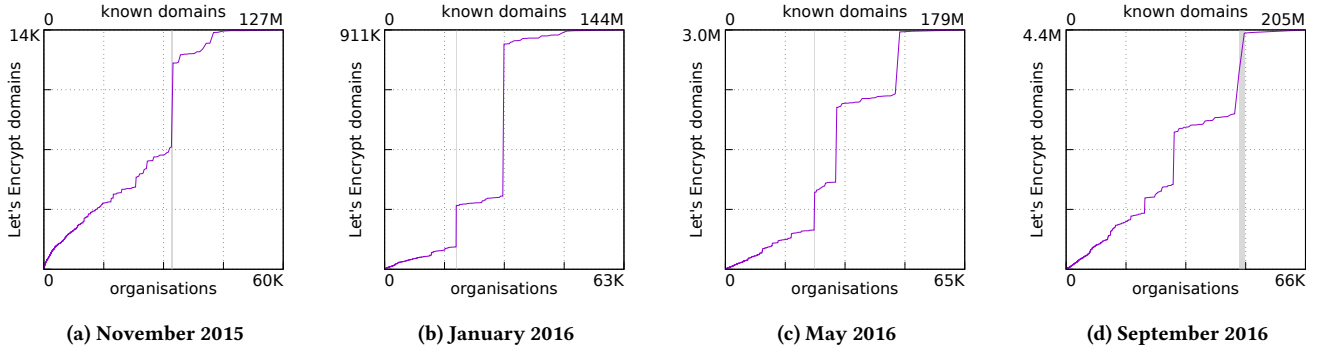 0 known domains 127M
14K
Let's Encrypt domains
0 organisations 60K
(a) November 2015
0 known domains 144M
911K
Let's Encrypt domains
0 organisations 63K
(b) January 2016
0 known domains 179M
3.0M
Let's Encrypt domains
0 organisations 65K
(c) May 2016
0 known domains 205M
4.4M
Let's Encrypt domains
0 organisations 66K
(d) September 2016